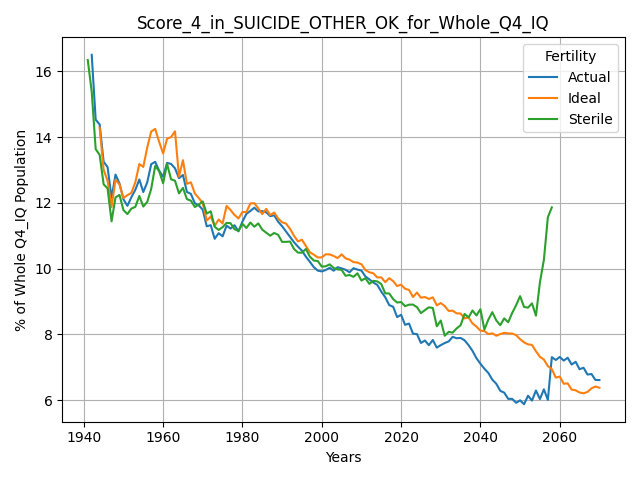 Score_4_in_SUICIDE_OTHER_OK_for_Whole_Q4_IQ
Fertility
Actual
Ideal
Sterile
% of Whole Q4_IQ Population
16
14
12
10
8
6
1940
1960
1980
2000
2020
2040
2060
Years